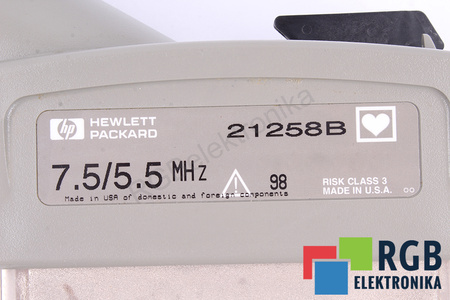 hp HEWLETT
PACKARD
21258B
7.5/5.5 MHz
98
Made in USA of domestic and foreign components
RISK CLASS 3
MADE IN U.S.A.
RGB
ELEKTRONIKA